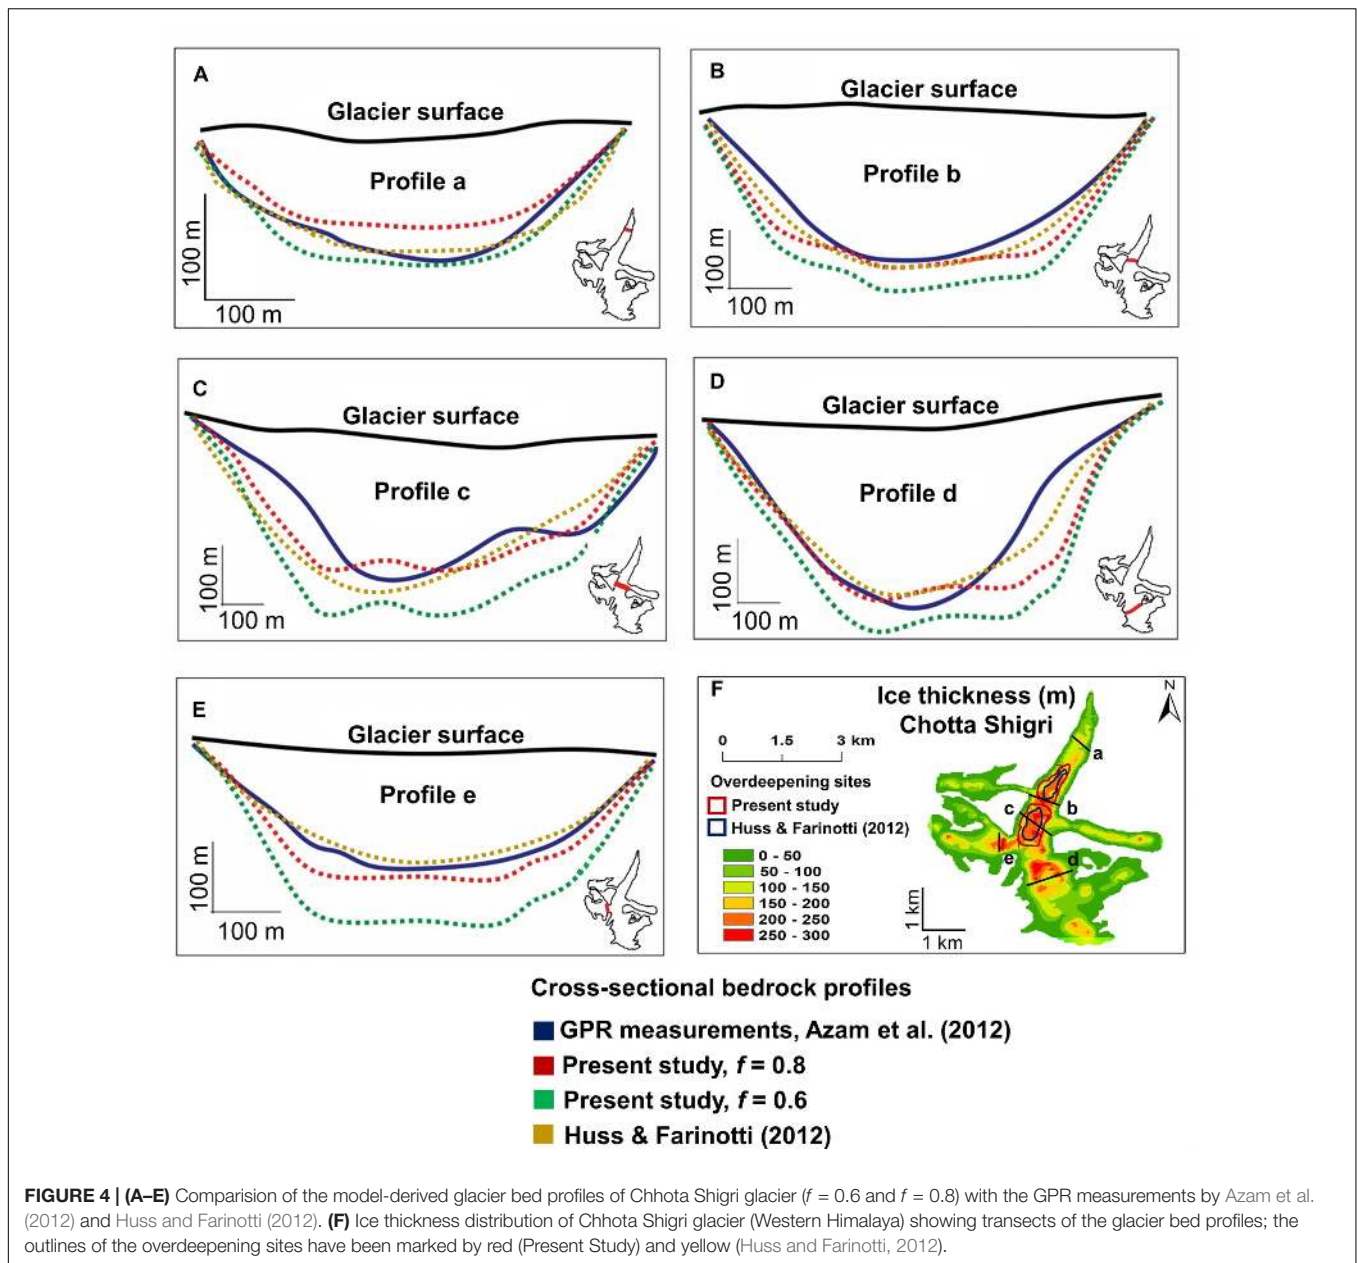 A
Glacier surface
Profile a
100 m
100 m
B
Glacier surface
Profile b
100 m
100 m
C
Glacier surface
Profile c
100 m
100 m
D
Glacier surface
Profile d
100 m
100 m
E
Glacier surface
Profile e
100 m
100 m
F
Ice thickness (m)
Chotta Shigri
N
0 1.5 3 km
Overdeepening sites
Present study
Huss & Farinotti (2012)
0 - 50
50 - 100
100 - 150
150 - 200
200 - 250
250 - 300
1 km
1 km
a
b
c
d
e
Cross-sectional bedrock profiles
GPR measurements, Azam et al. (2012)
Present study, f = 0.8
Present study, f = 0.6
Huss & Farinotti (2012)
FIGURE 4 | (A–E) Comparision of the model-derived glacier bed profiles of Chhota Shigri glacier (f = 0.6 and f = 0.8) with the GPR measurements by Azam et al.
(2012) and Huss and Farinotti (2012). (F) Ice thickness distribution of Chhota Shigri glacier (Western Himalaya) showing transects of the glacier bed profiles; the
outlines of the overdeepening sites have been marked by red (Present Study) and yellow (Huss and Farinotti, 2012).